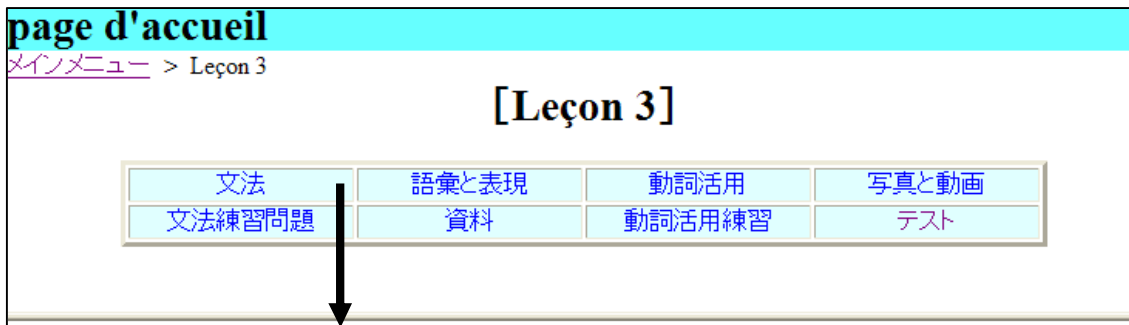 page d'accueil
メインメニュー > Leçon 3
[Leçon 3]
文法 語彙と表現 動詞活用 写真と動画
文法練習問題 資料 動詞活用練習 テスト